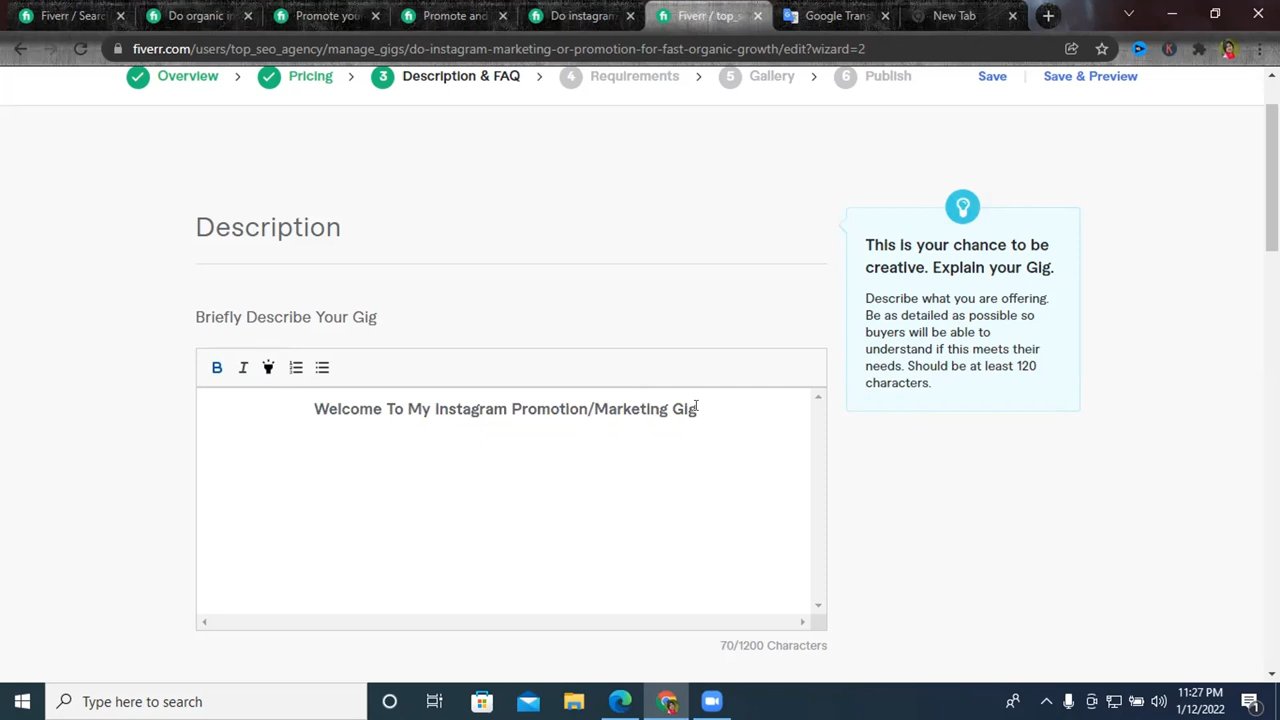 Fiverr / Sear
Do organic i
Promote you
Promote and
Do instagram
Fiverr / top_s
Google Trans
New Tab
fiverr.com/users/top_seo_agency/manage_gigs/do-instagram-marketing-or-promotion-for-fast-organic-growth/edit?wizard=2
Overview
Pricing
3 Description & FAQ
4 Requirements
5 Gallery
6 Publish
Save
Save & Preview
Description
This is your chance to be
creative. Explain your Gig.
Describe what you are offering.
Be as detailed as possible so
buyers will be able to
understand if this meets their
needs. Should be at least 120
characters.
Briefly Describe Your Gig
B I
Welcome To My Instagram Promotion/Marketing Gig
70/1200 Characters
Type here to search
11:27 PM
1/12/2022
1